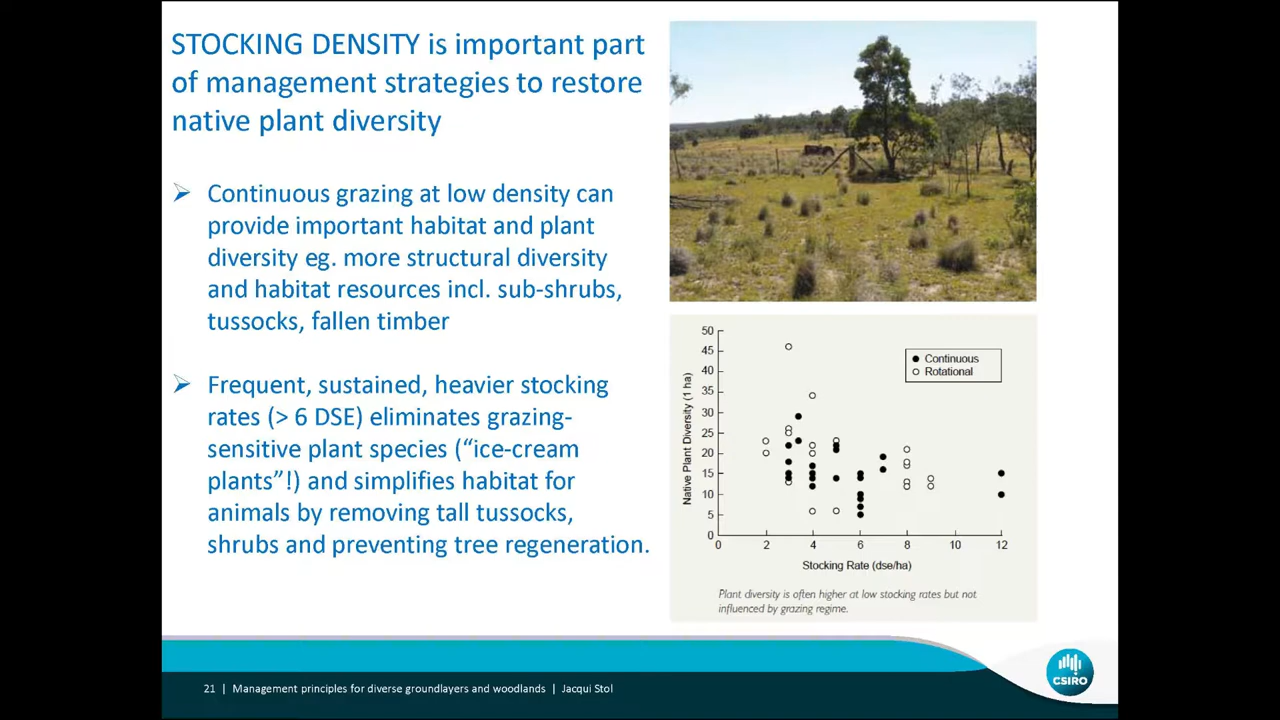 STOCKING DENSITY is important part
of management strategies to restore
native plant diversity
Continuous grazing at low density can
provide important habitat and plant
diversity eg. more structural diversity
and habitat resources incl. sub-shrubs,
tussocks, fallen timber
Frequent, sustained, heavier stocking
rates (> 6 DSE) eliminates grazing-
sensitive plant species (“ice-cream
plants”!) and simplifies habitat for
animals by removing tall tussocks,
shrubs and preventing tree regeneration.
50
45
40
35
30
25
20
15
10
5
0
Native Plant Diversity (1 ha)
Continuous
Rotational
0 2 4 6 8 10 12
Stocking Rate (dse/ha)
Plant diversity is often higher at low stocking rates but not
influenced by grazing regime.
21 | Management principles for diverse groundlayers and woodlands | Jacqui Stol
CSIRO